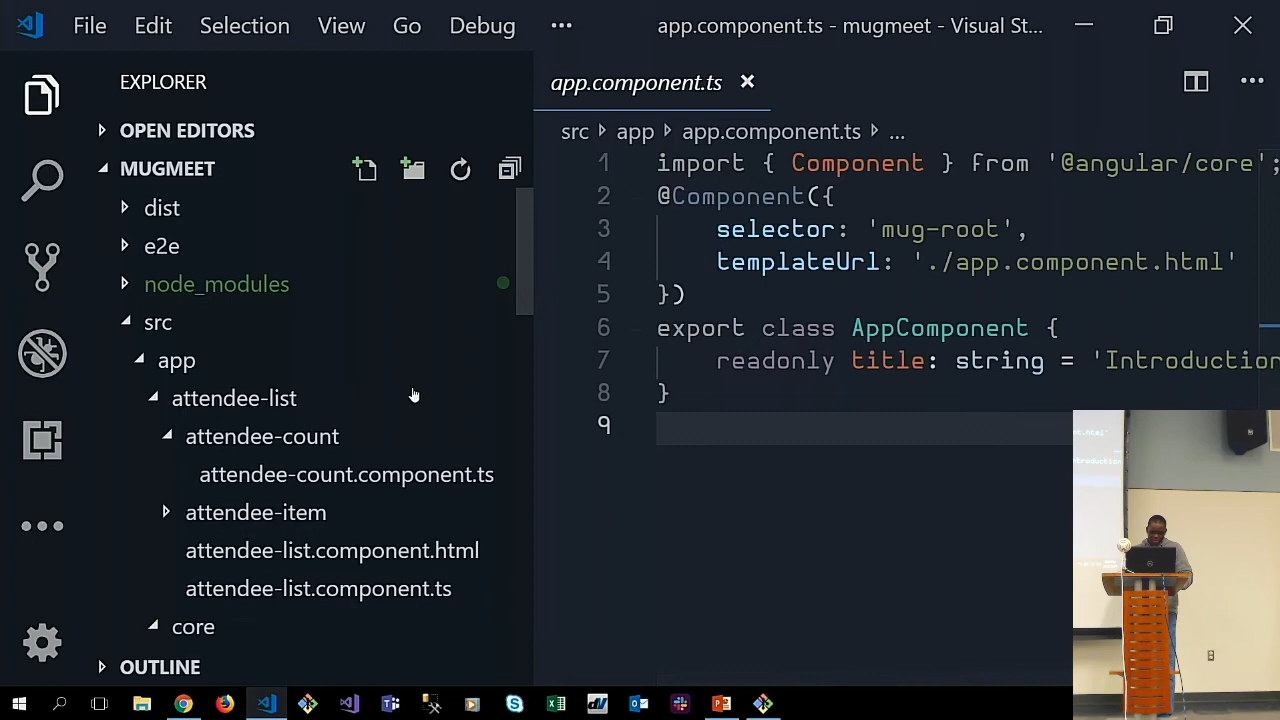 File Edit Selection View Go Debug ··· app.component.ts - mugmeet - Visual St...
EXPLORER
OPEN EDITORS
MUGMEET
dist
e2e
node_modules
src
app
attendee-list
attendee-count
attendee-count.component.ts
attendee-item
attendee-list.component.html
attendee-list.component.ts
core
OUTLINE
app.component.ts
src app app.component.ts ...
1 import { Component } from '@angular/core';
2 @Component({
3 selector: 'mug-root',
4 templateUrl: './app.component.html'
5 })
6 export class AppComponent {
7 readonly title: string = 'Introduction
8 }
9